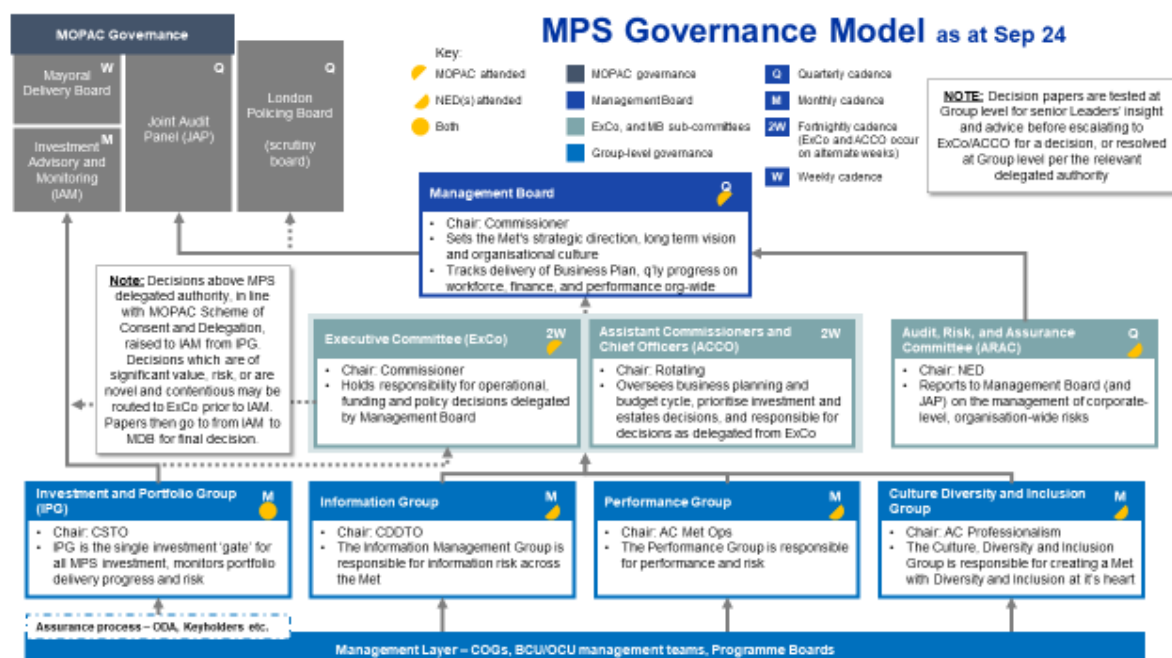 MOPAC Governance
Mayoral
Delivery Board
W
Investment
Advisory and
Monitoring
(IAM)
M
Joint Audit
Panel (JAP)
Q
London
Policing Board
(scrutiny
board)
Q
MPS Governance Model as at Sep 24
Key:
MOPAC attended
NED(s) attended
Both
MOPAC governance
Management Board
ExCo, and MB sub-committees
Group-level governance
Q Quarterly cadence
M Monthly cadence
2W Fortnightly cadence
(ExCo and ACCO occur
on alternate weeks)
W Weekly cadence
NOTE: Decision papers are tested at
Group level for senior Leaders' insight
and advice before escalating to
ExCo/ACCO for a decision, or resolved
at Group level per the relevant
delegated authority
Management Board Q
• Chair: Commissioner
• Sets the Met's strategic direction, long term vision
and organisational culture
• Tracks delivery of Business Plan, q'ly progress on
workforce, finance, and performance org-wide
Note: Decisions above MPS
delegated authority, in line
with MOPAC Scheme of
Consent and Delegation,
raised to IAM from IPG.
Decisions which are of
significant value, risk, or are
novel and contentious may be
routed to ExCo prior to IAM.
Papers then go to from IAM to
MDB for final decision.
Executive Committee (ExCo) 2W
• Chair: Commissioner
• Holds responsibility for operational,
funding and policy decisions delegated
by Management Board
Assistant Commissioners and
Chief Officers (ACCO)
2W
• Chair: Rotating
• Oversees business planning and
budget cycle, prioritise investment and
estates decisions, and responsible for
decisions as delegated from ExCo
Audit, Risk, and Assurance
Committee (ARAC)
Q
• Chair: NED
• Reports to Management Board (and
JAP) on the management of corporate-
level, organisation-wide risks
Investment and Portfolio Group
(IPG)
M
• Chair: CSTO
• IPG is the single investment 'gate' for
all MPS investment, monitors portfolio
delivery progress and risk
Information Group M
• Chair: CDDTO
• The Information Management Group is
responsible for information risk across
the Met
Performance Group M
• Chair: AC Met Ops
• The Performance Group is responsible
for performance and risk
Culture Diversity and Inclusion
Group
M
• Chair: AC Professionalism
• The Culture, Diversity and Inclusion
Group is responsible for creating a Met
with Diversity and Inclusion at it's heart
Assurance process – ODA, Keyholders etc.
Management Layer – COGs, BCU/OCU management teams, Programme Boards